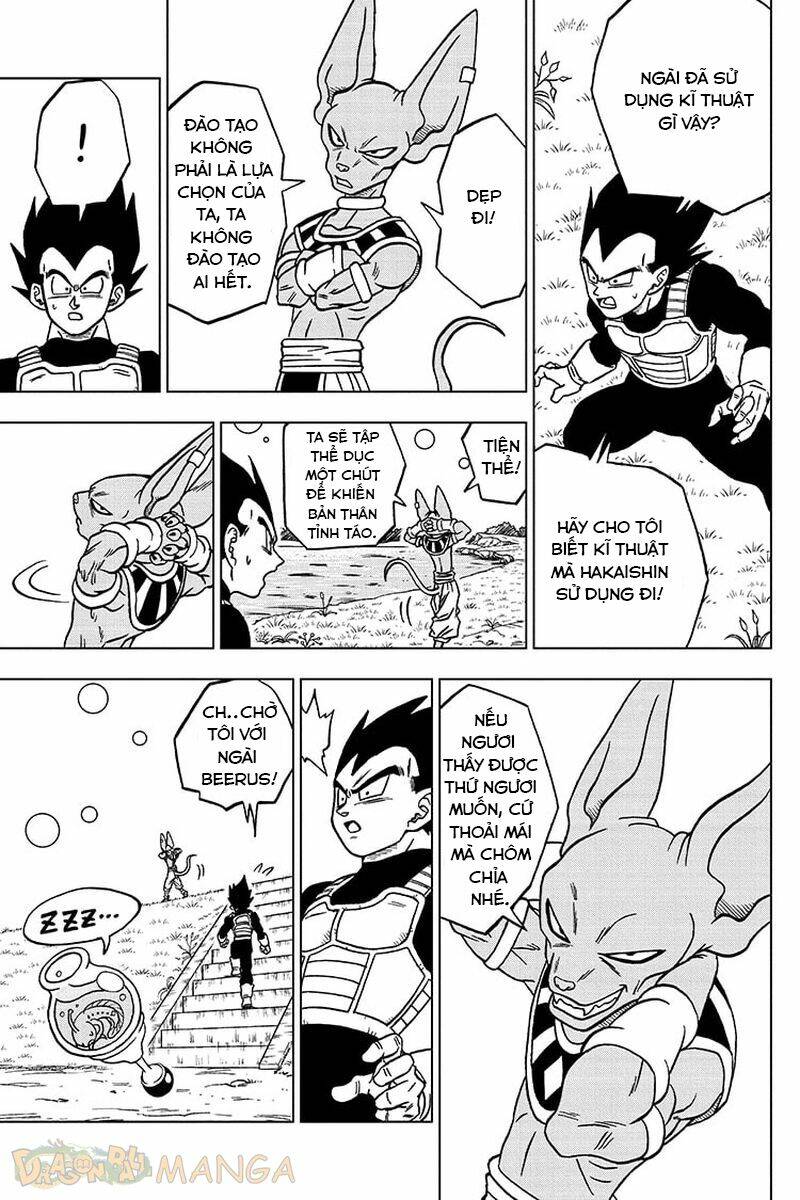 NGÀI ĐÃ SỬ
DỤNG KĨ THUẬT
GÌ VẬY?
HÃY CHO TÔI
BIẾT KĨ THUẬT
MÀ HAKAISHIN
SỬ DỤNG ĐI!
DẸP
ĐI!
ĐÀO TẠO
KHÔNG
PHẢI LÀ LỰA
CHỌN CỦA
TA, TA
KHÔNG
ĐÀO TẠO
AI HẾT.
!
TIỆN
THỂ!
TA SẼ TẬP
THỂ DỤC
MỘT CHÚT
ĐỂ KHIẾN
BẢN THÂN
TỈNH TÁO.
NẾU
NGƯƠI
THẤY ĐƯỢC
THỨ NGƯƠI
MUỐN, CỨ
THOẢI MÁI
MÀ CHÔM
CHỈA
NHÉ.
CH..CHỜ
TÔI VỚI
NGÀI
BEERUS!
ZZZ...
DRAGON BALL MANGA